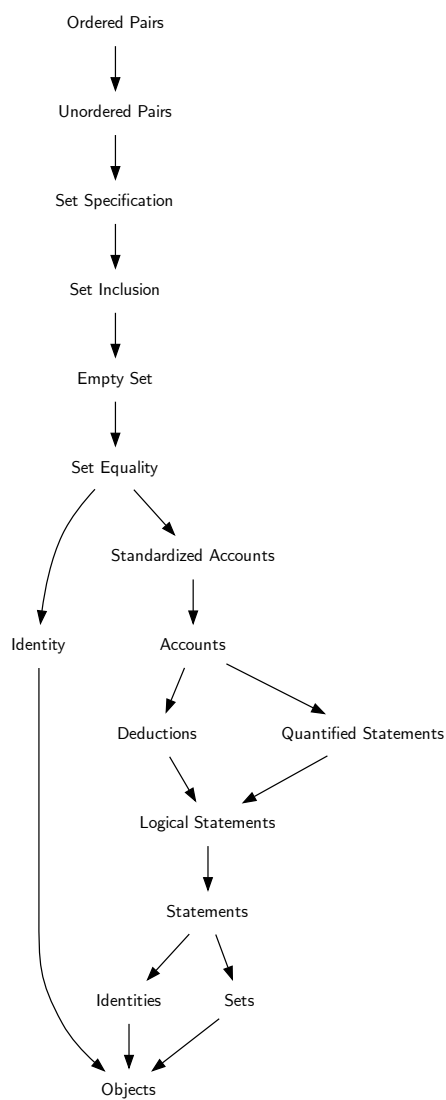 Ordered Pairs
Unordered Pairs
Set Specification
Set Inclusion
Empty Set
Set Equality
Standardized Accounts
Identity
Accounts
Deductions
Quantified Statements
Logical Statements
Statements
Identities
Sets
Objects